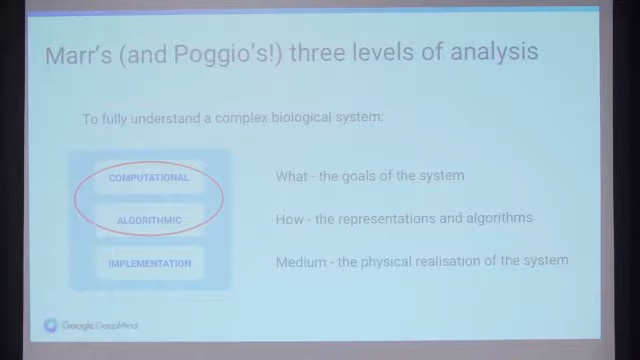 Marr's (and Poggio's!) three levels of analysis
To fully understand a complex biological system:
COMPUTATIONAL
What - the goals of the system
ALGORITHMIC
How - the representations and algorithms
IMPLEMENTATION
Medium - the physical realisation of the system
Google DeepMind